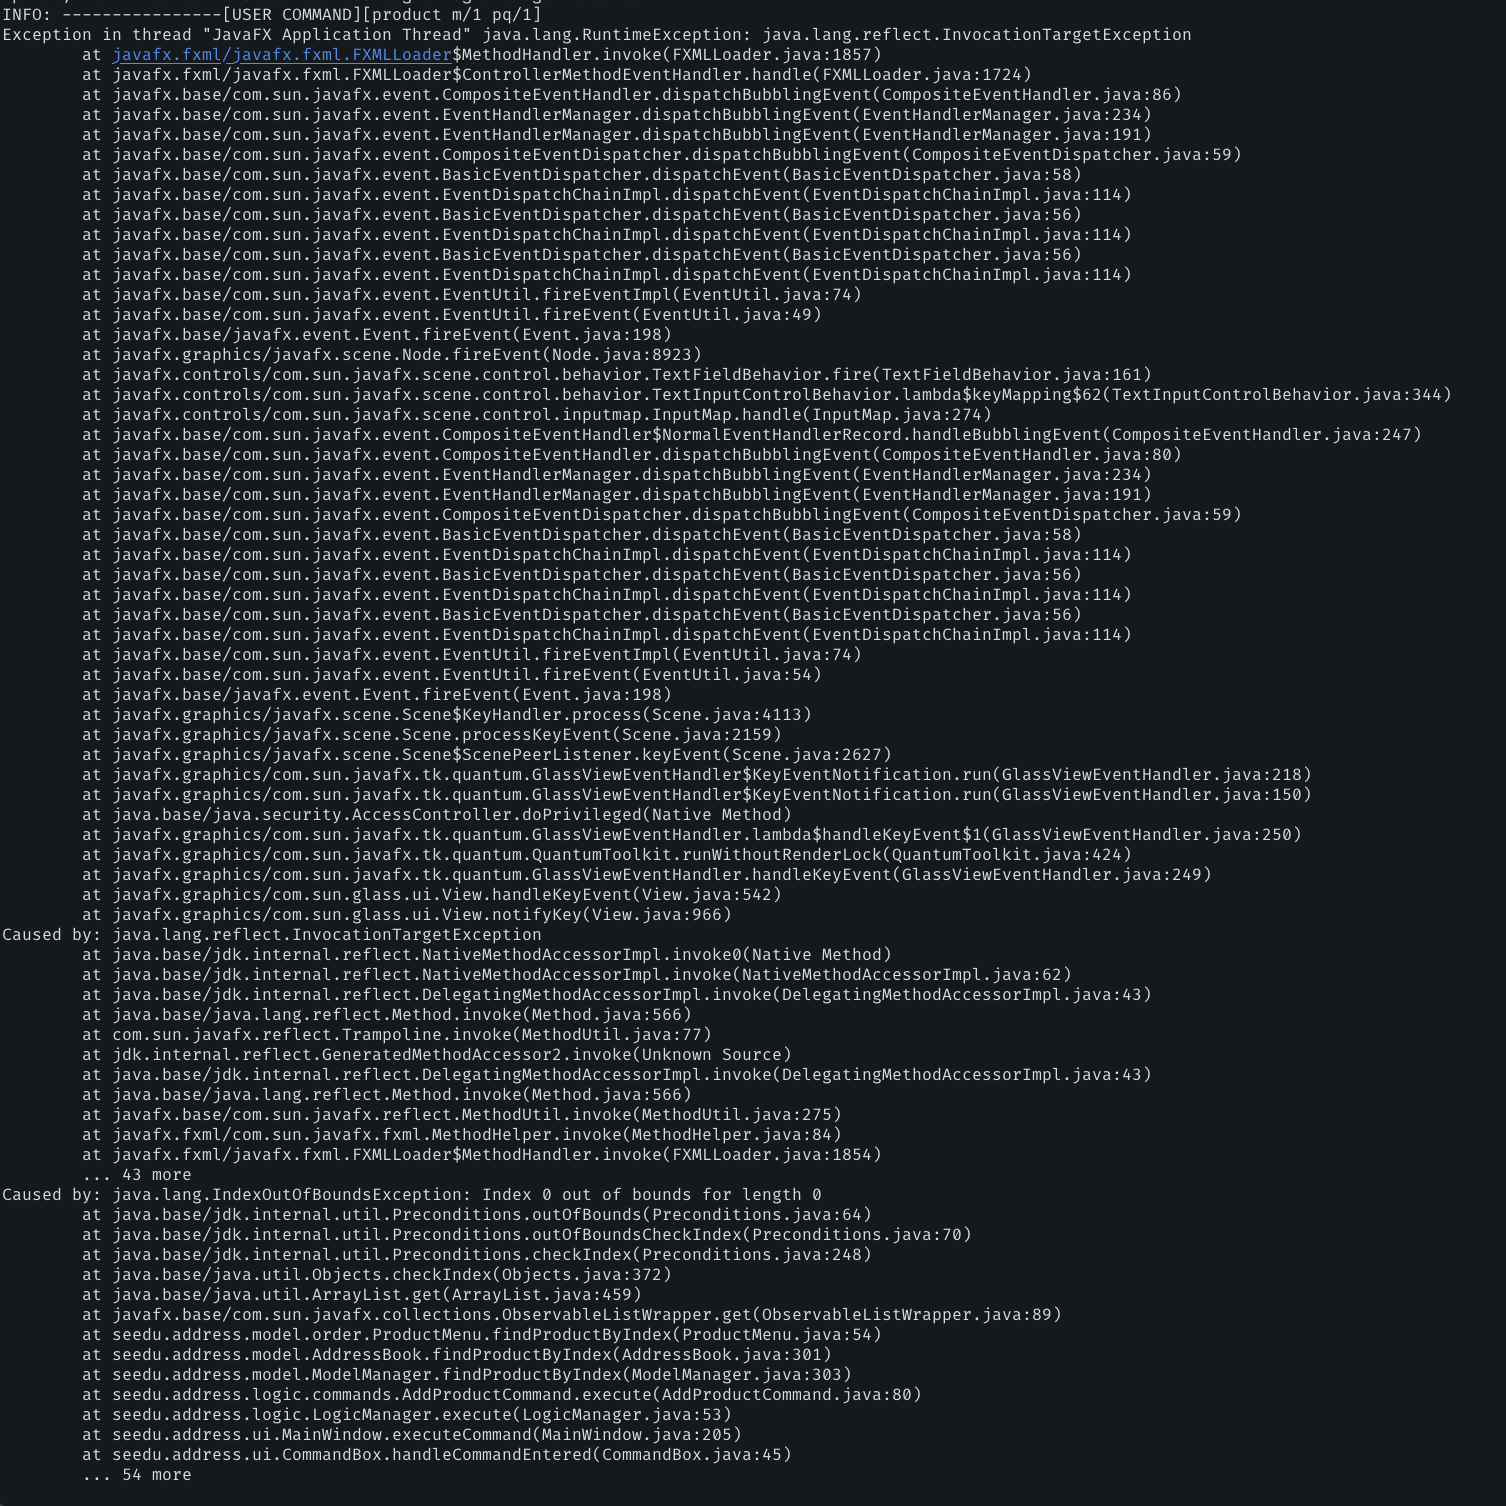 INFO: ----------------[USER COMMAND][product m/1 pq/1]
Exception in thread "JavaFX Application Thread" java.lang.RuntimeException: java.lang.reflect.InvocationTargetException
at javafx.fxml/javafx.fxml.FXMLLoader$MethodHandler.invoke(FXMLLoader.java:1857)
at javafx.fxml/javafx.fxml.FXMLLoader$ControllerMethodEventHandler.handle(FXMLLoader.java:1724)
at javafx.base/com.sun.javafx.event.CompositeEventHandler.dispatchBubblingEvent(CompositeEventHandler.java:86)
at javafx.base/com.sun.javafx.event.EventHandlerManager.dispatchBubblingEvent(EventHandlerManager.java:234)
at javafx.base/com.sun.javafx.event.EventHandlerManager.dispatchBubblingEvent(EventHandlerManager.java:191)
at javafx.base/com.sun.javafx.event.CompositeEventDispatcher.dispatchBubblingEvent(CompositeEventDispatcher.java:59)
at javafx.base/com.sun.javafx.event.BasicEventDispatcher.dispatchEvent(BasicEventDispatcher.java:58)
at javafx.base/com.sun.javafx.event.EventDispatchChainImpl.dispatchEvent(EventDispatchChainImpl.java:114)
at javafx.base/com.sun.javafx.event.BasicEventDispatcher.dispatchEvent(BasicEventDispatcher.java:56)
at javafx.base/com.sun.javafx.event.EventDispatchChainImpl.dispatchEvent(EventDispatchChainImpl.java:114)
at javafx.base/com.sun.javafx.event.BasicEventDispatcher.dispatchEvent(BasicEventDispatcher.java:56)
at javafx.base/com.sun.javafx.event.EventDispatchChainImpl.dispatchEvent(EventDispatchChainImpl.java:114)
at javafx.base/com.sun.javafx.event.EventUtil.fireEventImpl(EventUtil.java:74)
at javafx.base/com.sun.javafx.event.EventUtil.fireEvent(EventUtil.java:49)
at javafx.base/javafx.event.Event.fireEvent(Event.java:198)
at javafx.graphics/javafx.scene.Node.fireEvent(Node.java:8923)
at javafx.controls/com.sun.javafx.scene.control.behavior.TextFieldBehavior.fire(TextFieldBehavior.java:161)
at javafx.controls/com.sun.javafx.scene.control.behavior.TextInputControlBehavior.lambda$keyMapping$62(TextInputControlBehavior.java:344)
at javafx.controls/com.sun.javafx.scene.control.inputmap.InputMap.handle(InputMap.java:274)
at javafx.base/com.sun.javafx.event.CompositeEventHandler$NormalEventHandlerRecord.handleBubblingEvent(CompositeEventHandler.java:247)
at javafx.base/com.sun.javafx.event.CompositeEventHandler.dispatchBubblingEvent(CompositeEventHandler.java:80)
at javafx.base/com.sun.javafx.event.EventHandlerManager.dispatchBubblingEvent(EventHandlerManager.java:234)
at javafx.base/com.sun.javafx.event.EventHandlerManager.dispatchBubblingEvent(EventHandlerManager.java:191)
at javafx.base/com.sun.javafx.event.CompositeEventDispatcher.dispatchBubblingEvent(CompositeEventDispatcher.java:59)
at javafx.base/com.sun.javafx.event.BasicEventDispatcher.dispatchEvent(BasicEventDispatcher.java:58)
at javafx.base/com.sun.javafx.event.EventDispatchChainImpl.dispatchEvent(EventDispatchChainImpl.java:114)
at javafx.base/com.sun.javafx.event.BasicEventDispatcher.dispatchEvent(BasicEventDispatcher.java:56)
at javafx.base/com.sun.javafx.event.EventDispatchChainImpl.dispatchEvent(EventDispatchChainImpl.java:114)
at javafx.base/com.sun.javafx.event.BasicEventDispatcher.dispatchEvent(BasicEventDispatcher.java:56)
at javafx.base/com.sun.javafx.event.EventDispatchChainImpl.dispatchEvent(EventDispatchChainImpl.java:114)
at javafx.base/com.sun.javafx.event.EventUtil.fireEventImpl(EventUtil.java:74)
at javafx.base/com.sun.javafx.event.EventUtil.fireEvent(EventUtil.java:54)
at javafx.base/javafx.event.Event.fireEvent(Event.java:198)
at javafx.graphics/javafx.scene.Scene$KeyHandler.process(Scene.java:4113)
at javafx.graphics/javafx.scene.Scene.processKeyEvent(Scene.java:2159)
at javafx.graphics/javafx.scene.Scene$ScenePeerListener.keyEvent(Scene.java:2627)
at javafx.graphics/com.sun.javafx.tk.quantum.GlassViewEventHandler$KeyEventNotification.run(GlassViewEventHandler.java:218)
at javafx.graphics/com.sun.javafx.tk.quantum.GlassViewEventHandler$KeyEventNotification.run(GlassViewEventHandler.java:150)
at java.base/java.security.AccessController.doPrivileged(Native Method)
at javafx.graphics/com.sun.javafx.tk.quantum.GlassViewEventHandler.lambda$handleKeyEvent$1(GlassViewEventHandler.java:250)
at javafx.graphics/com.sun.javafx.tk.quantum.QuantumToolkit.runWithoutRenderLock(QuantumToolkit.java:424)
at javafx.graphics/com.sun.javafx.tk.quantum.GlassViewEventHandler.handleKeyEvent(GlassViewEventHandler.java:249)
at javafx.graphics/com.sun.glass.ui.View.handleKeyEvent(View.java:542)
at javafx.graphics/com.sun.glass.ui.View.notifyKey(View.java:966)
Caused by: java.lang.reflect.InvocationTargetException
at java.base/jdk.internal.reflect.NativeMethodAccessorImpl.invoke0(Native Method)
at java.base/jdk.internal.reflect.NativeMethodAccessorImpl.invoke(NativeMethodAccessorImpl.java:62)
at java.base/jdk.internal.reflect.DelegatingMethodAccessorImpl.invoke(DelegatingMethodAccessorImpl.java:43)
at java.base/java.lang.reflect.Method.invoke(Method.java:566)
at com.sun.javafx.reflect.Trampoline.invoke(MethodUtil.java:77)
at jdk.internal.reflect.GeneratedMethodAccessor2.invoke(Unknown Source)
at java.base/jdk.internal.reflect.DelegatingMethodAccessorImpl.invoke(DelegatingMethodAccessorImpl.java:43)
at java.base/java.lang.reflect.Method.invoke(Method.java:566)
at javafx.base/com.sun.javafx.reflect.MethodUtil.invoke(MethodUtil.java:275)
at javafx.fxml/com.sun.javafx.fxml.MethodHelper.invoke(MethodHelper.java:84)
at javafx.fxml/javafx.fxml.FXMLLoader$MethodHandler.invoke(FXMLLoader.java:1854)
... 43 more
Caused by: java.lang.IndexOutOfBoundsException: Index 0 out of bounds for length 0
at java.base/jdk.internal.util.Preconditions.outOfBounds(Preconditions.java:64)
at java.base/jdk.internal.util.Preconditions.outOfBoundsCheckIndex(Preconditions.java:70)
at java.base/jdk.internal.util.Preconditions.checkIndex(Preconditions.java:248)
at java.base/java.util.Objects.checkIndex(Objects.java:372)
at java.base/java.util.ArrayList.get(ArrayList.java:459)
at javafx.base/com.sun.javafx.collections.ObservableListWrapper.get(ObservableListWrapper.java:89)
at seedu.address.model.order.ProductMenu.findProductByIndex(ProductMenu.java:54)
at seedu.address.model.AddressBook.findProductByIndex(AddressBook.java:301)
at seedu.address.model.ModelManager.findProductByIndex(ModelManager.java:303)
at seedu.address.logic.commands.AddProductCommand.execute(AddProductCommand.java:80)
at seedu.address.logic.LogicManager.execute(LogicManager.java:53)
at seedu.address.ui.MainWindow.executeCommand(MainWindow.java:205)
at seedu.address.ui.CommandBox.handleCommandEntered(CommandBox.java:45)
... 54 more